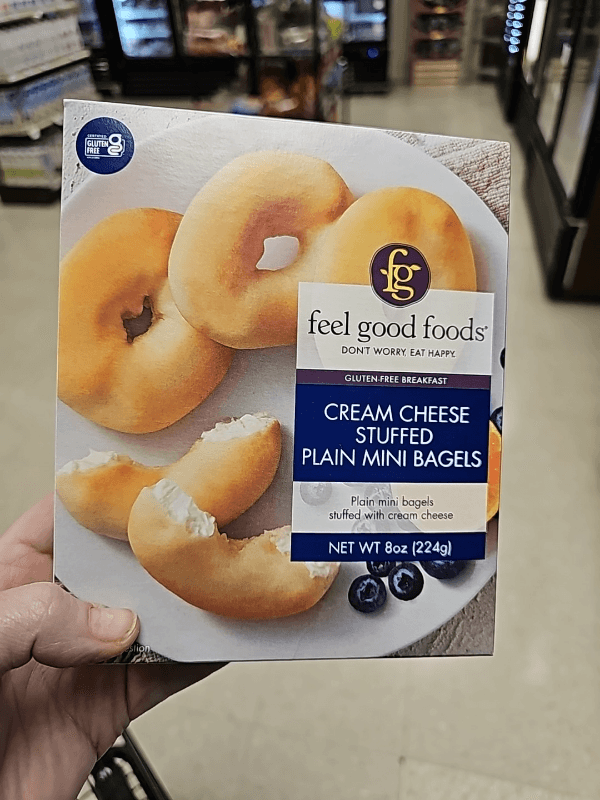 CERTIFIED
GLUTEN
FREE
fg
feel good foods
DON'T WORRY. EAT HAPPY.
GLUTEN-FREE BREAKFAST
CREAM CHEESE
STUFFED
PLAIN MINI BAGELS
Plain mini bagels
stuffed with cream cheese
NET WT 8oz (224g)